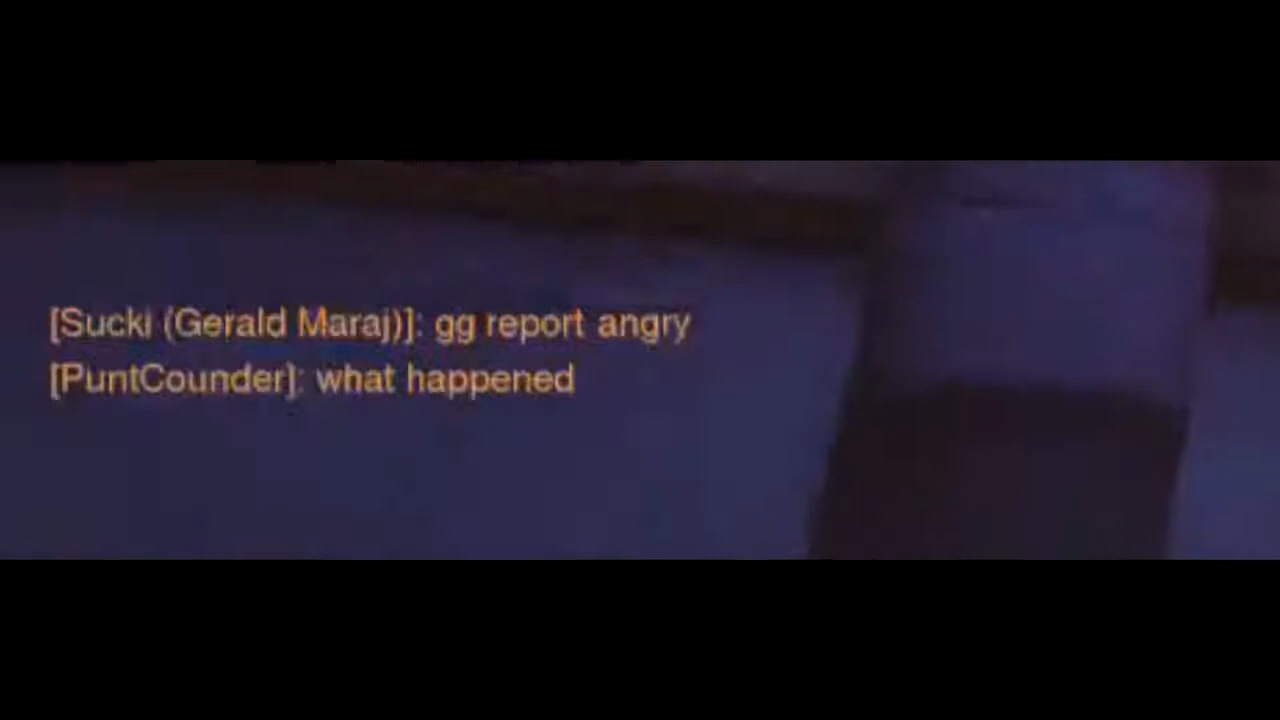 [Sucki (Gerald Maraj)]: gg report angry
[PuntCounder]: what happened